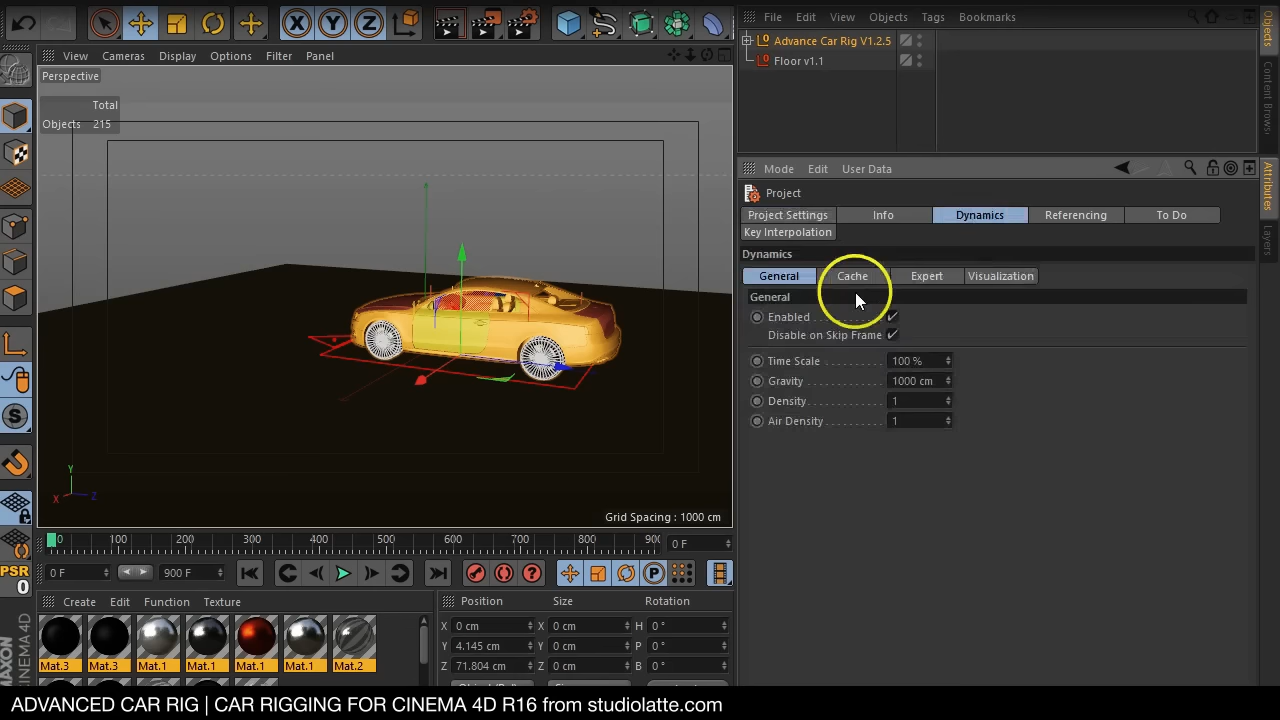 File Edit View Objects Tags Bookmarks
Advance Car Rig V1.2.5
Floor v1.1
Objects
Content Brows
Attributes
Layers
View Cameras Display Options Filter Panel
Perspective
Total
Objects 215
Grid Spacing : 1000 cm
Mode Edit User Data
Project
Project Settings Info Dynamics Referencing To Do
Key Interpolation
Dynamics
General Cache Expert Visualization
General
Enabled
Disable on Skip Frame
Time Scale 100 %
Gravity 1000 cm
Density 1
Air Density 1
X Y Z
Y
X Z
0 100 200 300 400 500 600 700 800 90
0 F
0 F 900 F
PSR
0
Create Edit Function Texture
Mat.3 Mat.3 Mat.1 Mat.1 Mat.1 Mat.1 Mat.2
Position Size Rotation
X 0 cm X 0 cm H 0 °
Y 4.145 cm Y 0 cm P 0 °
Z 71.804 cm Z 0 cm B 0 °
MAXON
CINEMA 4D
ADVANCED CAR RIG | CAR RIGGING FOR CINEMA 4D R16 from studiolatte.com